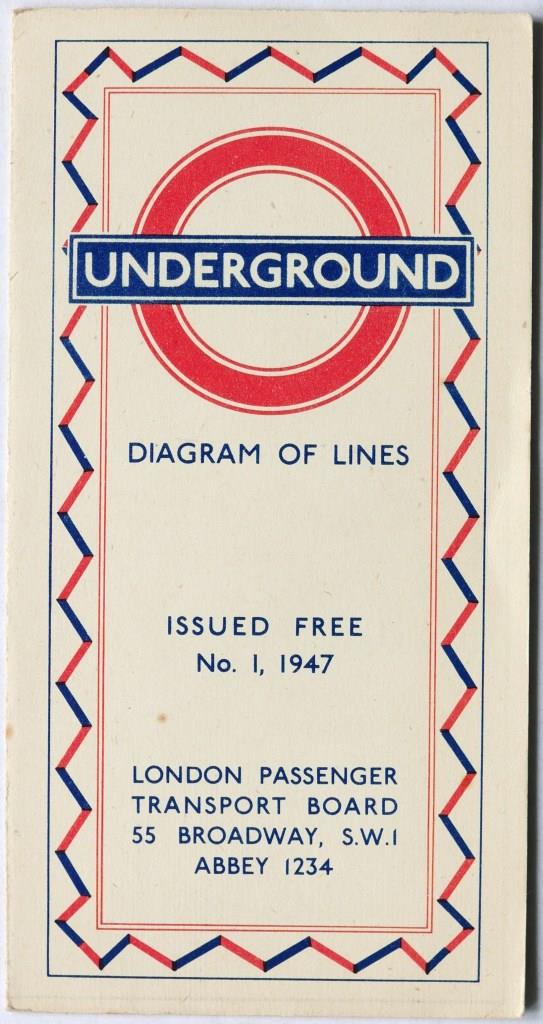 UNDERGROUND
DIAGRAM OF LINES
ISSUED FREE
No. 1, 1947
LONDON PASSENGER
TRANSPORT BOARD
55 BROADWAY, S.W.1
ABBEY 1234